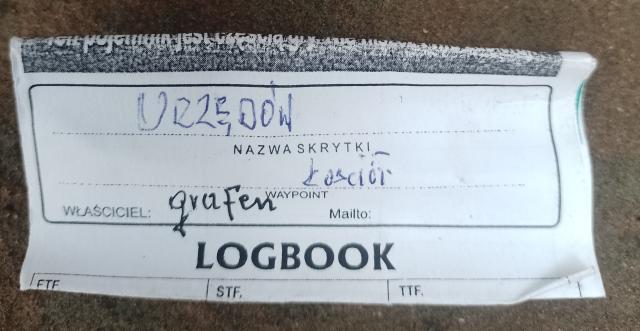 URZĘDÓW
NAZWA SKRYTKI
Kościół
WAYPOINT
WŁAŚCICIEL: grafen Mailto:
LOGBOOK
FTF. STF. TTF.